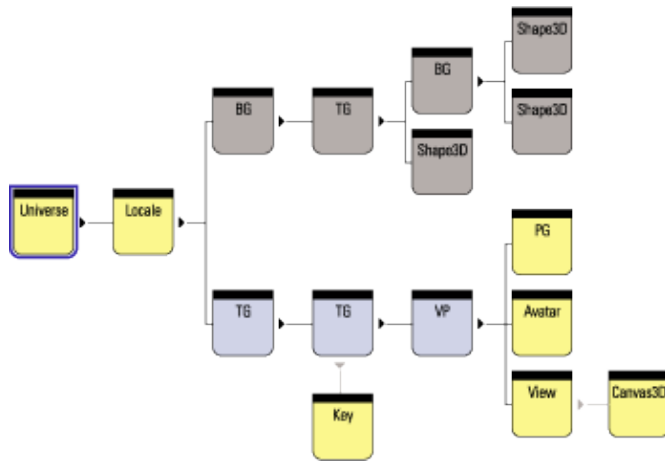 Shape3D
BG
BG
TG
Shape3D
Shape3D
Universe
Locale
PG
TG
TG
VP
Avatar
View
Canvas3D
Key